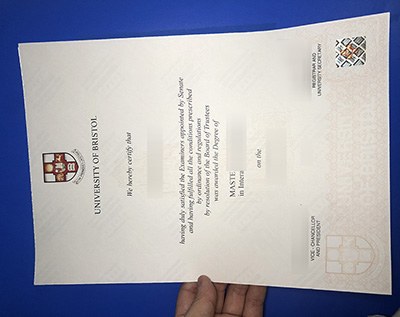 UNIVERSITY OF BRISTOL
We hereby certify that
having duly satisfied the Examiners appointed by Senate
and having fulfilled all the conditions prescribed
by ordinance and regulations
by resolution of the Board of Trustees
was awarded the Degree of
MASTE
in Intera
on the
VICE-CHANCELLOR
AND PRESIDENT
REGISTRAR AND
UNIVERSITY SECRETARY